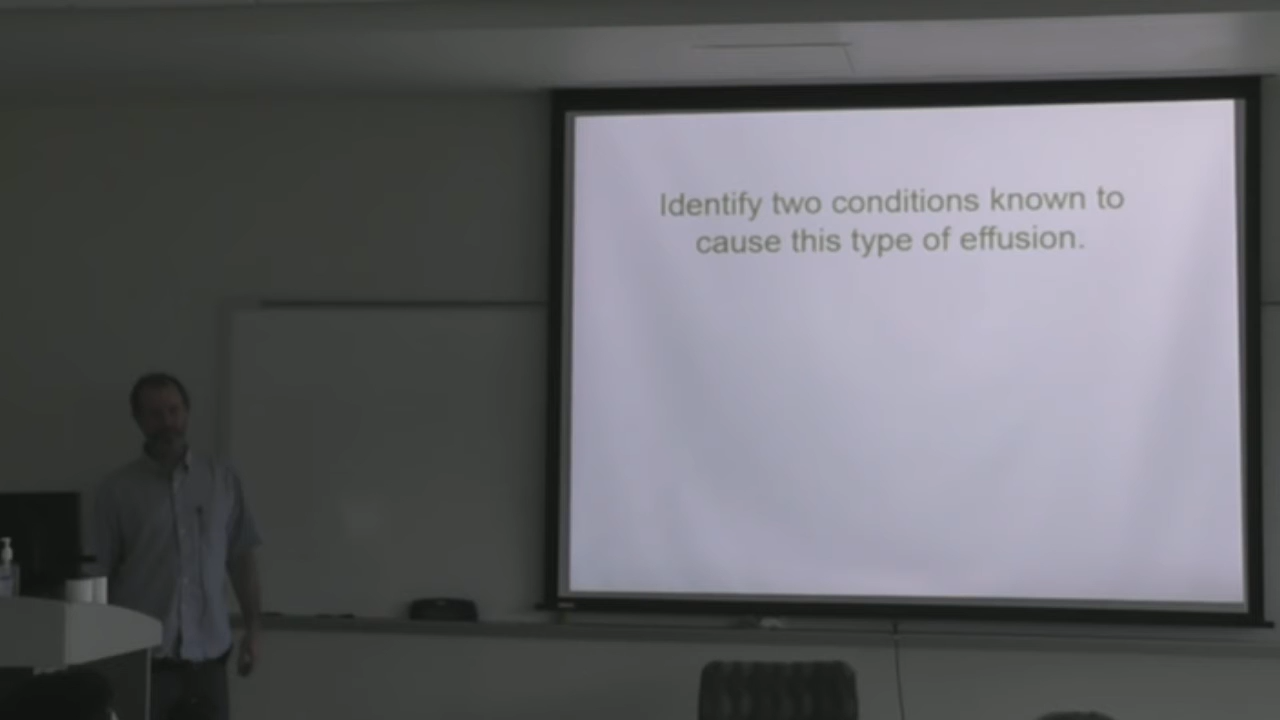 Identify two conditions known to
cause this type of effusion.